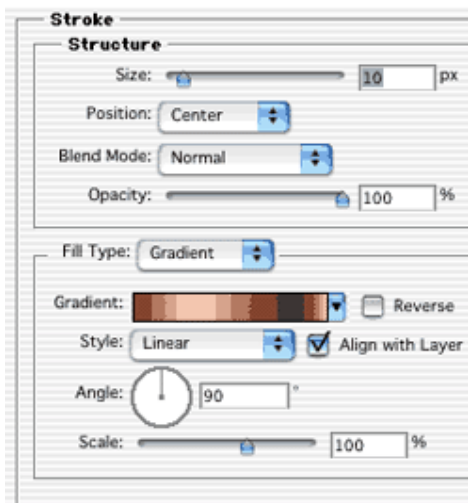 Stroke
Structure
Size: 10 px
Position: Center
Blend Mode: Normal
Opacity: 100 %
Fill Type: Gradient
Gradient: Reverse
Style: Linear Align with Layer
Angle: 90 °
Scale: 100 %